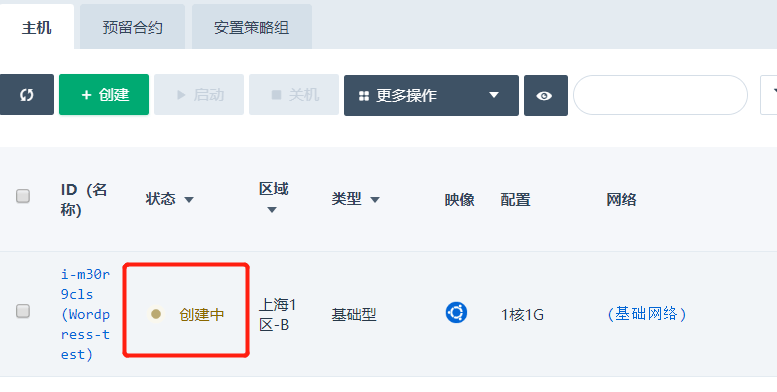 主机 预留合约 安置策略组
+ 创建 启动 关机 更多操作
ID（名称） 状态 区域 类型 映像 配置 网络
i-m30r9cls (Wordpress-test) 创建中 上海1区-B 基础型 1核1G (基础网络)